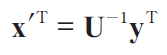 x′ᵀ = U⁻¹yᵀ